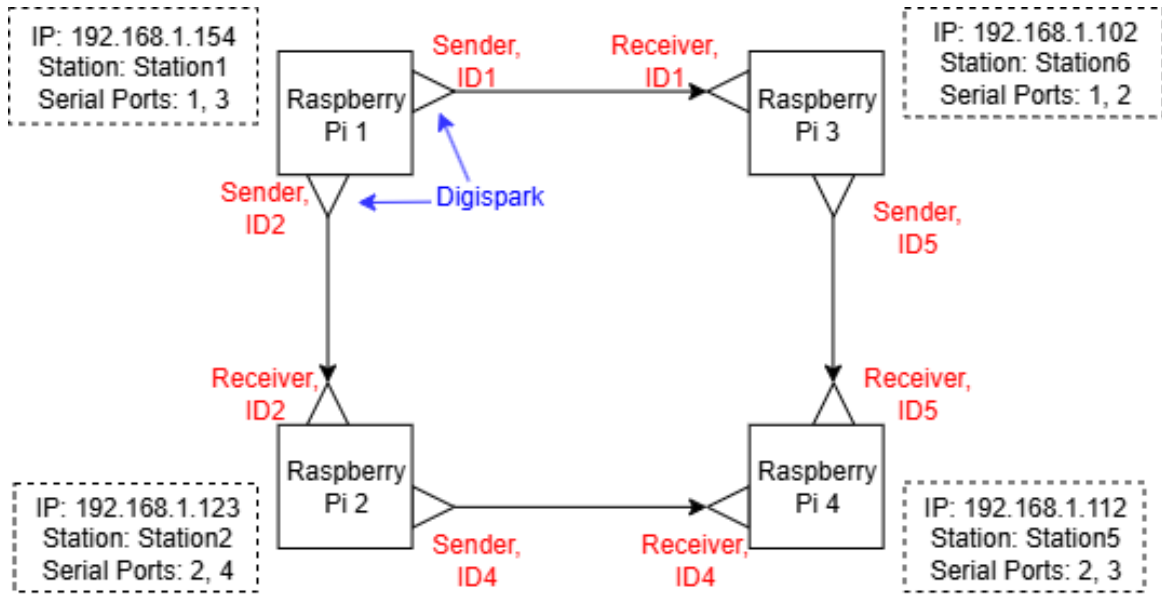 IP: 192.168.1.154
Station: Station1
Serial Ports: 1, 3
Sender,
ID1
Receiver,
ID1
IP: 192.168.1.102
Station: Station6
Serial Ports: 1, 2
Raspberry
Pi 1
Raspberry
Pi 3
Sender,
ID2
Digispark
Sender,
ID5
Receiver,
ID2
Receiver,
ID5
Raspberry
Pi 2
Raspberry
Pi 4
IP: 192.168.1.123
Station: Station2
Serial Ports: 2, 4
Sender,
ID4
Receiver,
ID4
IP: 192.168.1.112
Station: Station5
Serial Ports: 2, 3